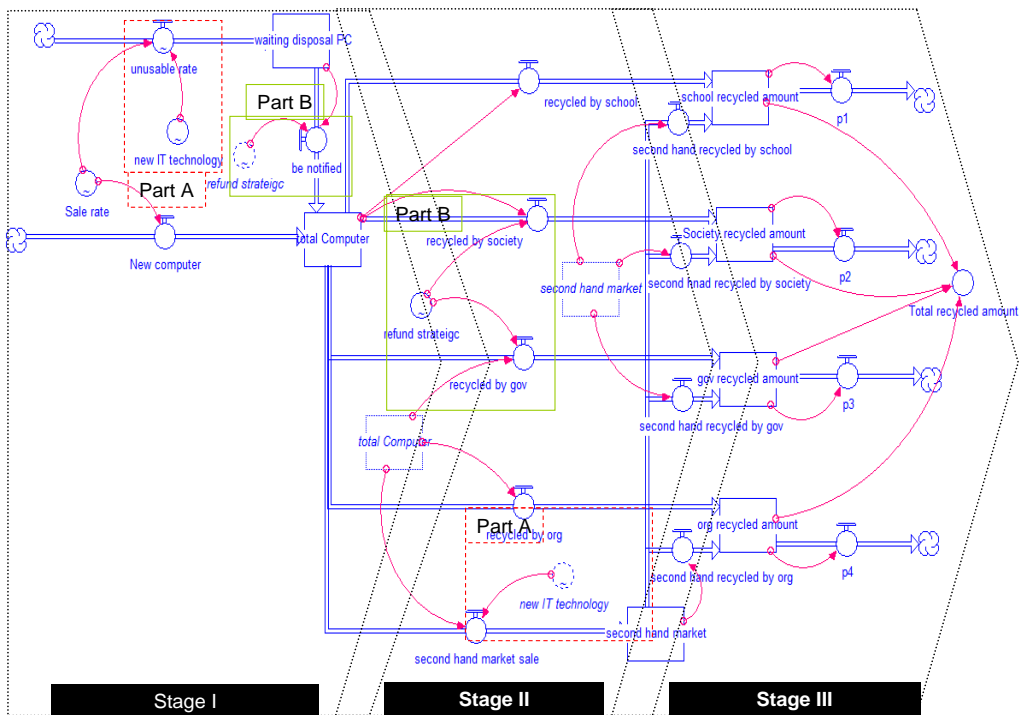 waiting disposal PC
unusable rate
Part B
new IT technology
refund strateigc
be notified
Part A
Sale rate
New computer
total Computer
recycled by school
school recycled amount
p1
second hand recycled by school
Part B
recycled by society
Society recycled amount
p2
second hand market
second hnad recycled by society
Total recycled amount
refund strateigc
recycled by gov
gov recycled amount
p3
second hand recycled by gov
total Computer
Part A
recycled by org
org recycled amount
p4
second hand recycled by org
new IT technology
second hand market
second hand market sale
Stage I
Stage II
Stage III